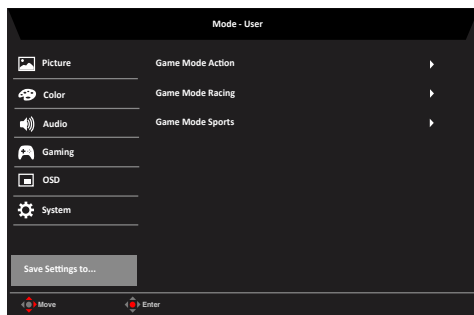 Mode - User
Picture
Game Mode Action
Color
Game Mode Racing
Audio
Game Mode Sports
Gaming
OSD
System
Save Settings to...
Move
Enter